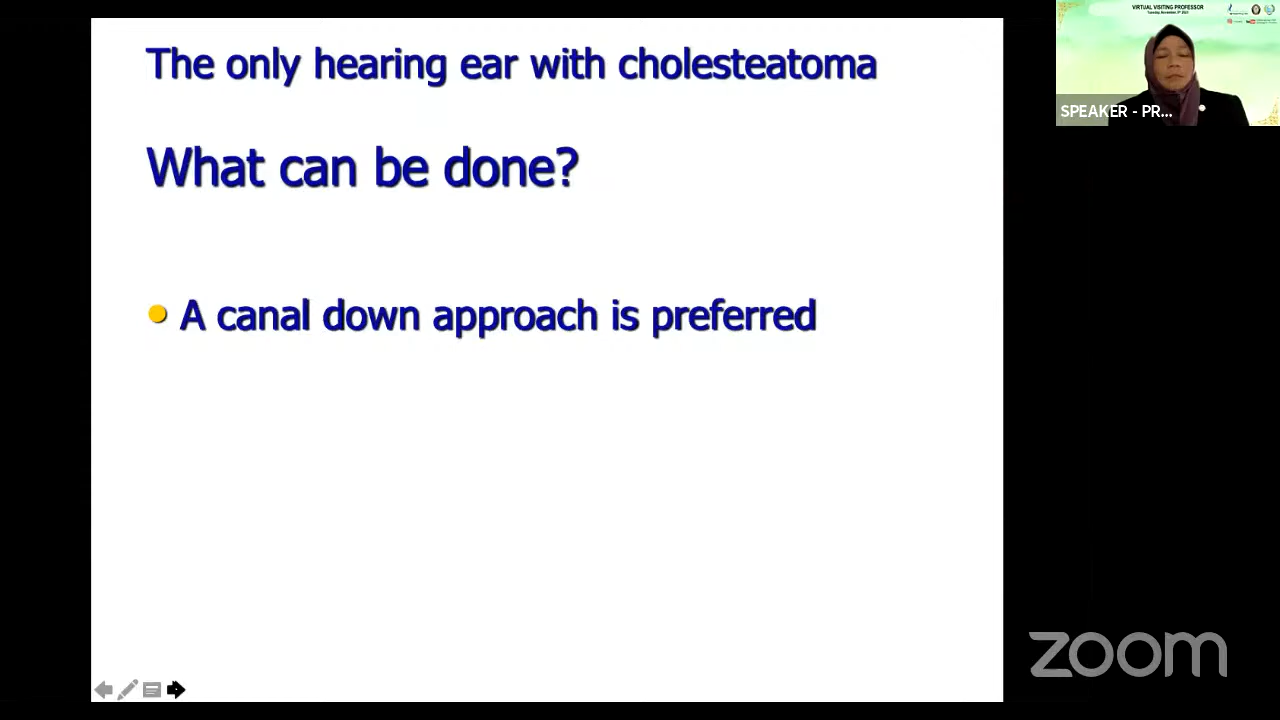 The only hearing ear with cholesteatoma
What can be done?
A canal down approach is preferred
VIRTUAL VISITING PROFESSOR
SPEAKER - PR...
zoom